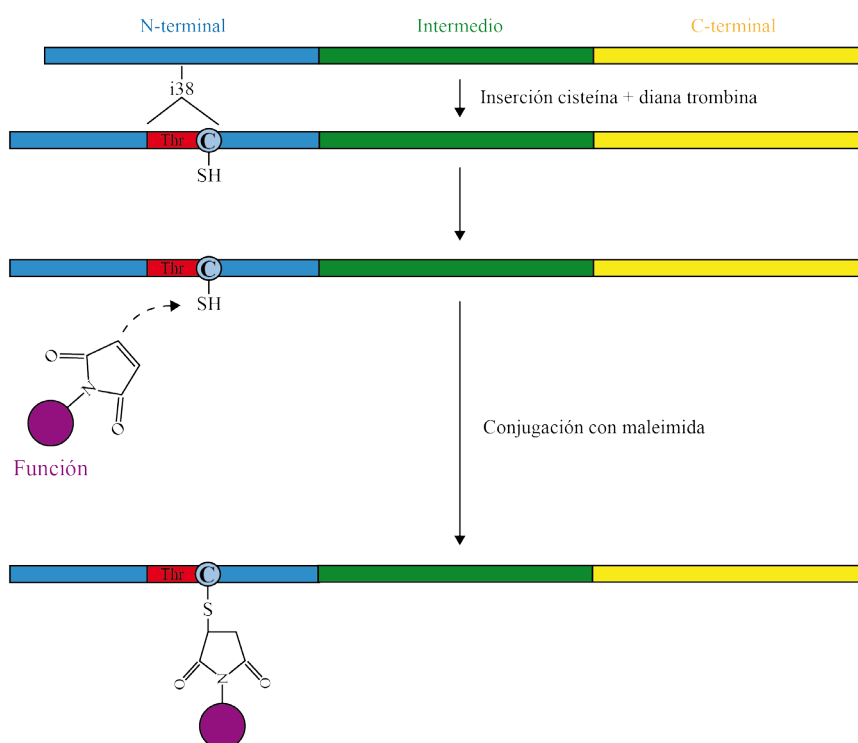 N-terminal Intermedio C-terminal
i38
Inserción cisteína + diana trombina
Thr C
SH
Thr C
SH
O
N
O
Función
Conjugación con maleimida
Thr C
S
O N O